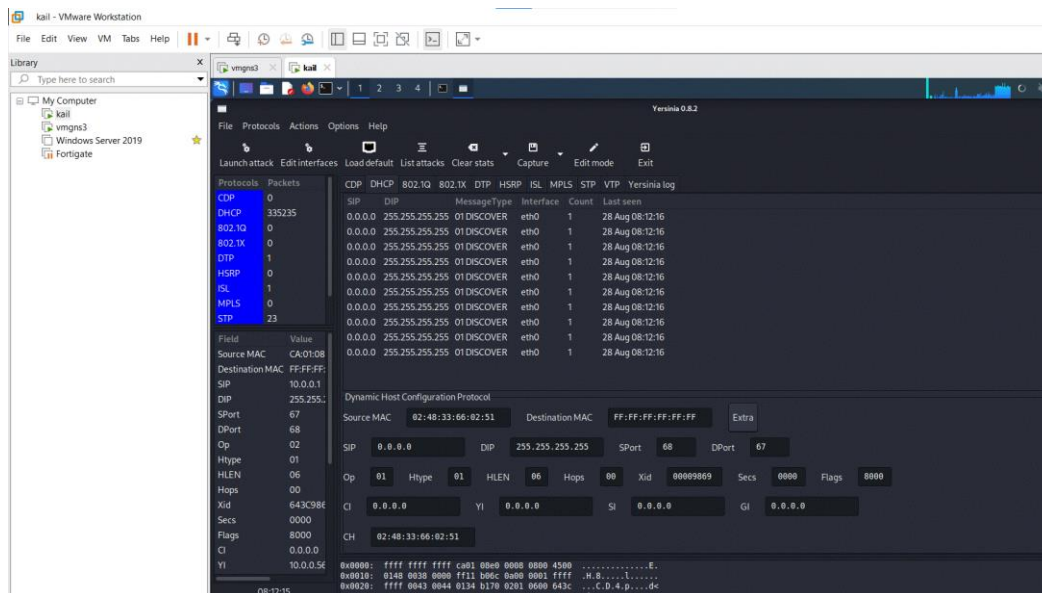 kail - VMware Workstation
File Edit View VM Tabs Help
Library x
Type here to search
My Computer
kail
vmgns3
Windows Server 2019
Fortigate
vmgns3 kail
1 2 3 4
Yersinia 0.8.2
File Protocols Actions Options Help
Launch attack Edit interfaces Load default List attacks Clear stats Capture Edit mode Exit
Protocols Packets
CDP 0
DHCP 335235
802.1Q 0
802.1X 0
DTP 1
HSRP 0
ISL 1
MPLS 0
STP 23
CDP DHCP 802.1Q 802.1X DTP HSRP ISL MPLS STP VTP Yersinia log
SIP DIP MessageType Interface Count Last seen
0.0.0.0 255.255.255.255 01 DISCOVER eth0 1 28 Aug 08:12:16
0.0.0.0 255.255.255.255 01 DISCOVER eth0 1 28 Aug 08:12:16
0.0.0.0 255.255.255.255 01 DISCOVER eth0 1 28 Aug 08:12:16
0.0.0.0 255.255.255.255 01 DISCOVER eth0 1 28 Aug 08:12:16
0.0.0.0 255.255.255.255 01 DISCOVER eth0 1 28 Aug 08:12:16
0.0.0.0 255.255.255.255 01 DISCOVER eth0 1 28 Aug 08:12:16
0.0.0.0 255.255.255.255 01 DISCOVER eth0 1 28 Aug 08:12:16
0.0.0.0 255.255.255.255 01 DISCOVER eth0 1 28 Aug 08:12:16
0.0.0.0 255.255.255.255 01 DISCOVER eth0 1 28 Aug 08:12:16
0.0.0.0 255.255.255.255 01 DISCOVER eth0 1 28 Aug 08:12:16
Field Value
Source MAC CA:01:08
Destination MAC FF:FF:FF:
SIP 10.0.0.1
DIP 255.255.
SPort 67
DPort 68
Op 02
Htype 01
HLEN 06
Hops 00
Xid 643C986
Secs 0000
Flags 8000
CI 0.0.0.0
YI 10.0.0.56
08:12:15
Dynamic Host Configuration Protocol
Source MAC 02:48:33:66:02:51 Destination MAC FF:FF:FF:FF:FF:FF Extra
SIP 0.0.0.0 DIP 255.255.255.255 SPort 68 DPort 67
Op 01 Htype 01 HLEN 06 Hops 00 Xid 00009869 Secs 0000 Flags 8000
CI 0.0.0.0 YI 0.0.0.0 SI 0.0.0.0 GI 0.0.0.0
CH 02:48:33:66:02:51
0x0000: ffff ffff ffff ca01 08e0 0008 0800 4500 ..............E.
0x0010: 0148 0038 0000 ff11 b06c 0a00 0001 ffff .H.8.....l......
0x0020: ffff 0043 0044 0134 b170 0201 0600 643c ...C.D.4.p....d<